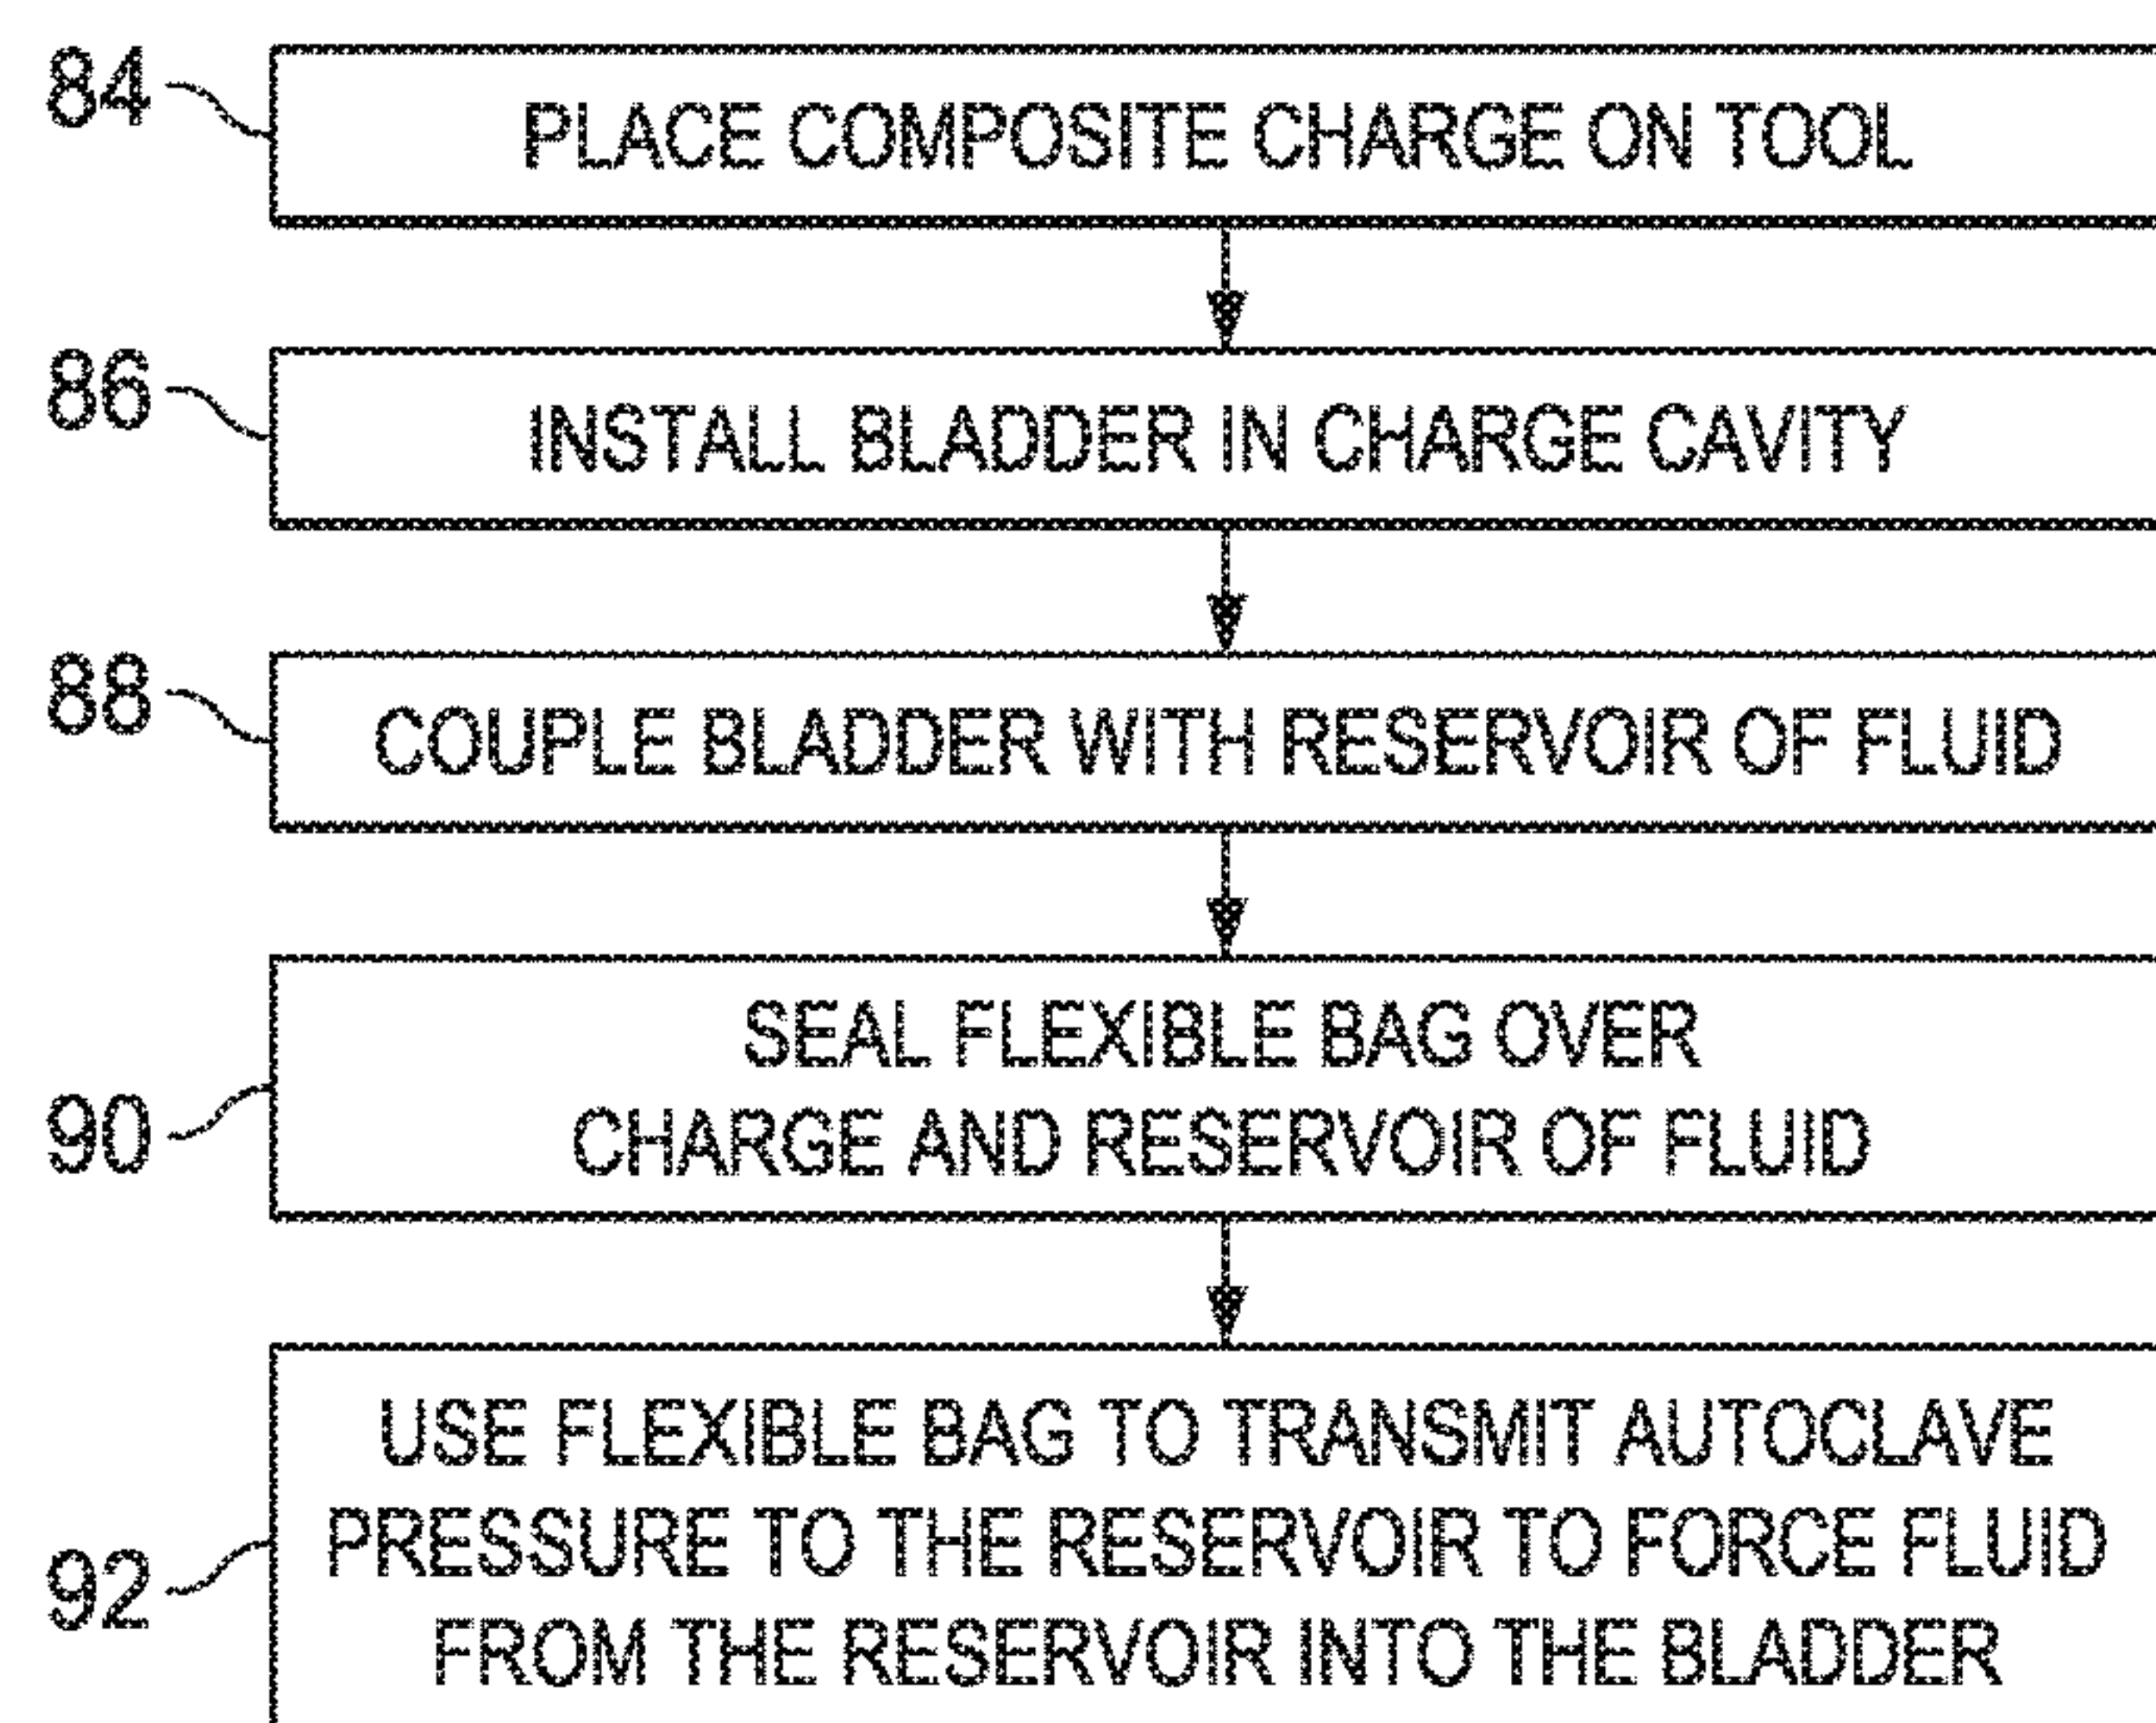 84
PLACE COMPOSITE CHARGE ON TOOL
86
INSTALL BLADDER IN CHARGE CAVITY
88
COUPLE BLADDER WITH RESERVOIR OF FLUID
90
SEAL FLEXIBLE BAG OVER
CHARGE AND RESERVOIR OF FLUID
92
USE FLEXIBLE BAG TO TRANSMIT AUTOCLAVE
PRESSURE TO THE RESERVOIR TO FORCE FLUID
FROM THE RESERVOIR INTO THE BLADDER